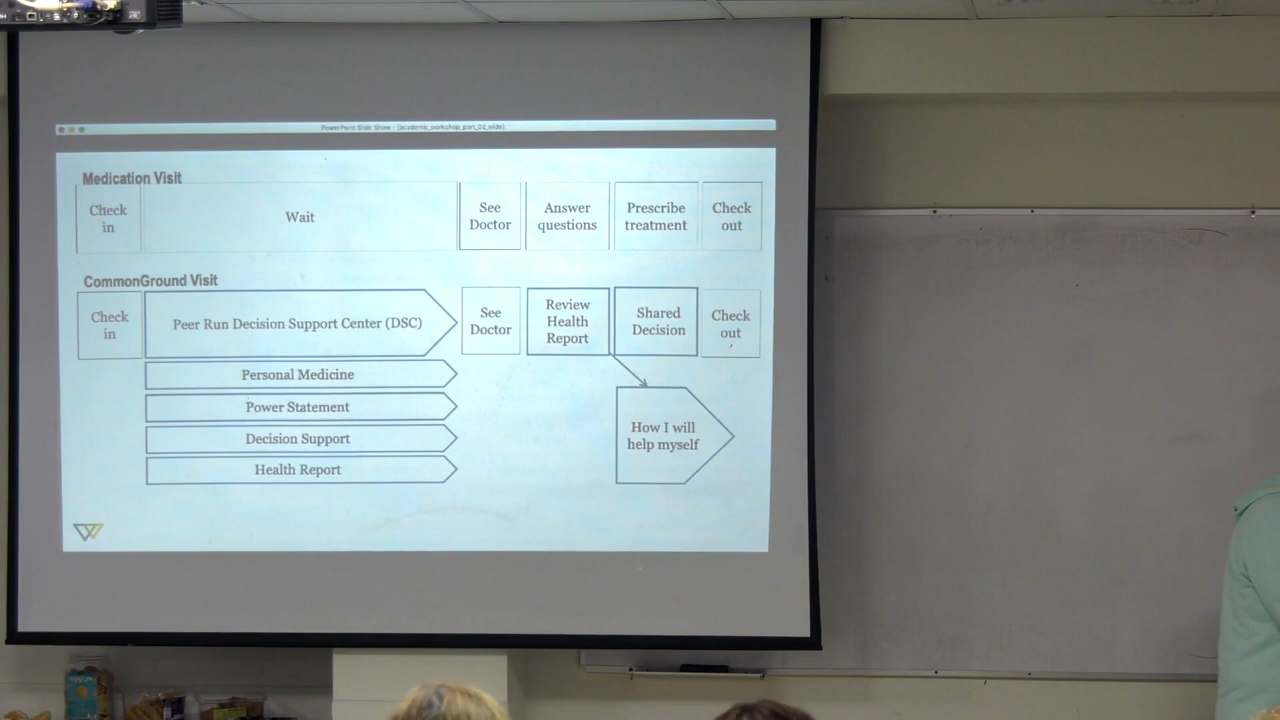 PowerPoint Slide Show - [academic_workshop_part_02_wide]
Medication Visit
Check
in
Wait
See
Doctor
Answer
questions
Prescribe
treatment
Check
out
CommonGround Visit
Check
in
Peer Run Decision Support Center (DSC)
See
Doctor
Review
Health
Report
Shared
Decision
Check
out
Personal Medicine
Power Statement
Decision Support
Health Report
How I will
help myself